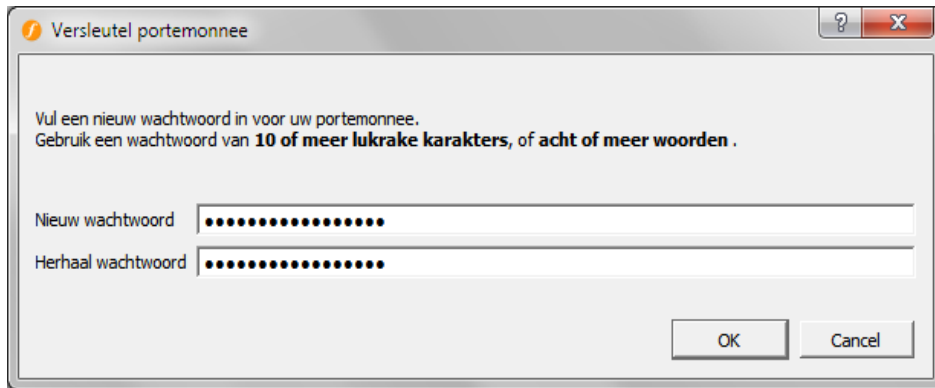 Versleutel portemonnee
Vul een nieuw wachtwoord in voor uw portemonnee.
Gebruik een wachtwoord van 10 of meer lukrake karakters, of acht of meer woorden .
Nieuw wachtwoord •••••••••••••••••
Herhaal wachtwoord •••••••••••••••••
OK Cancel